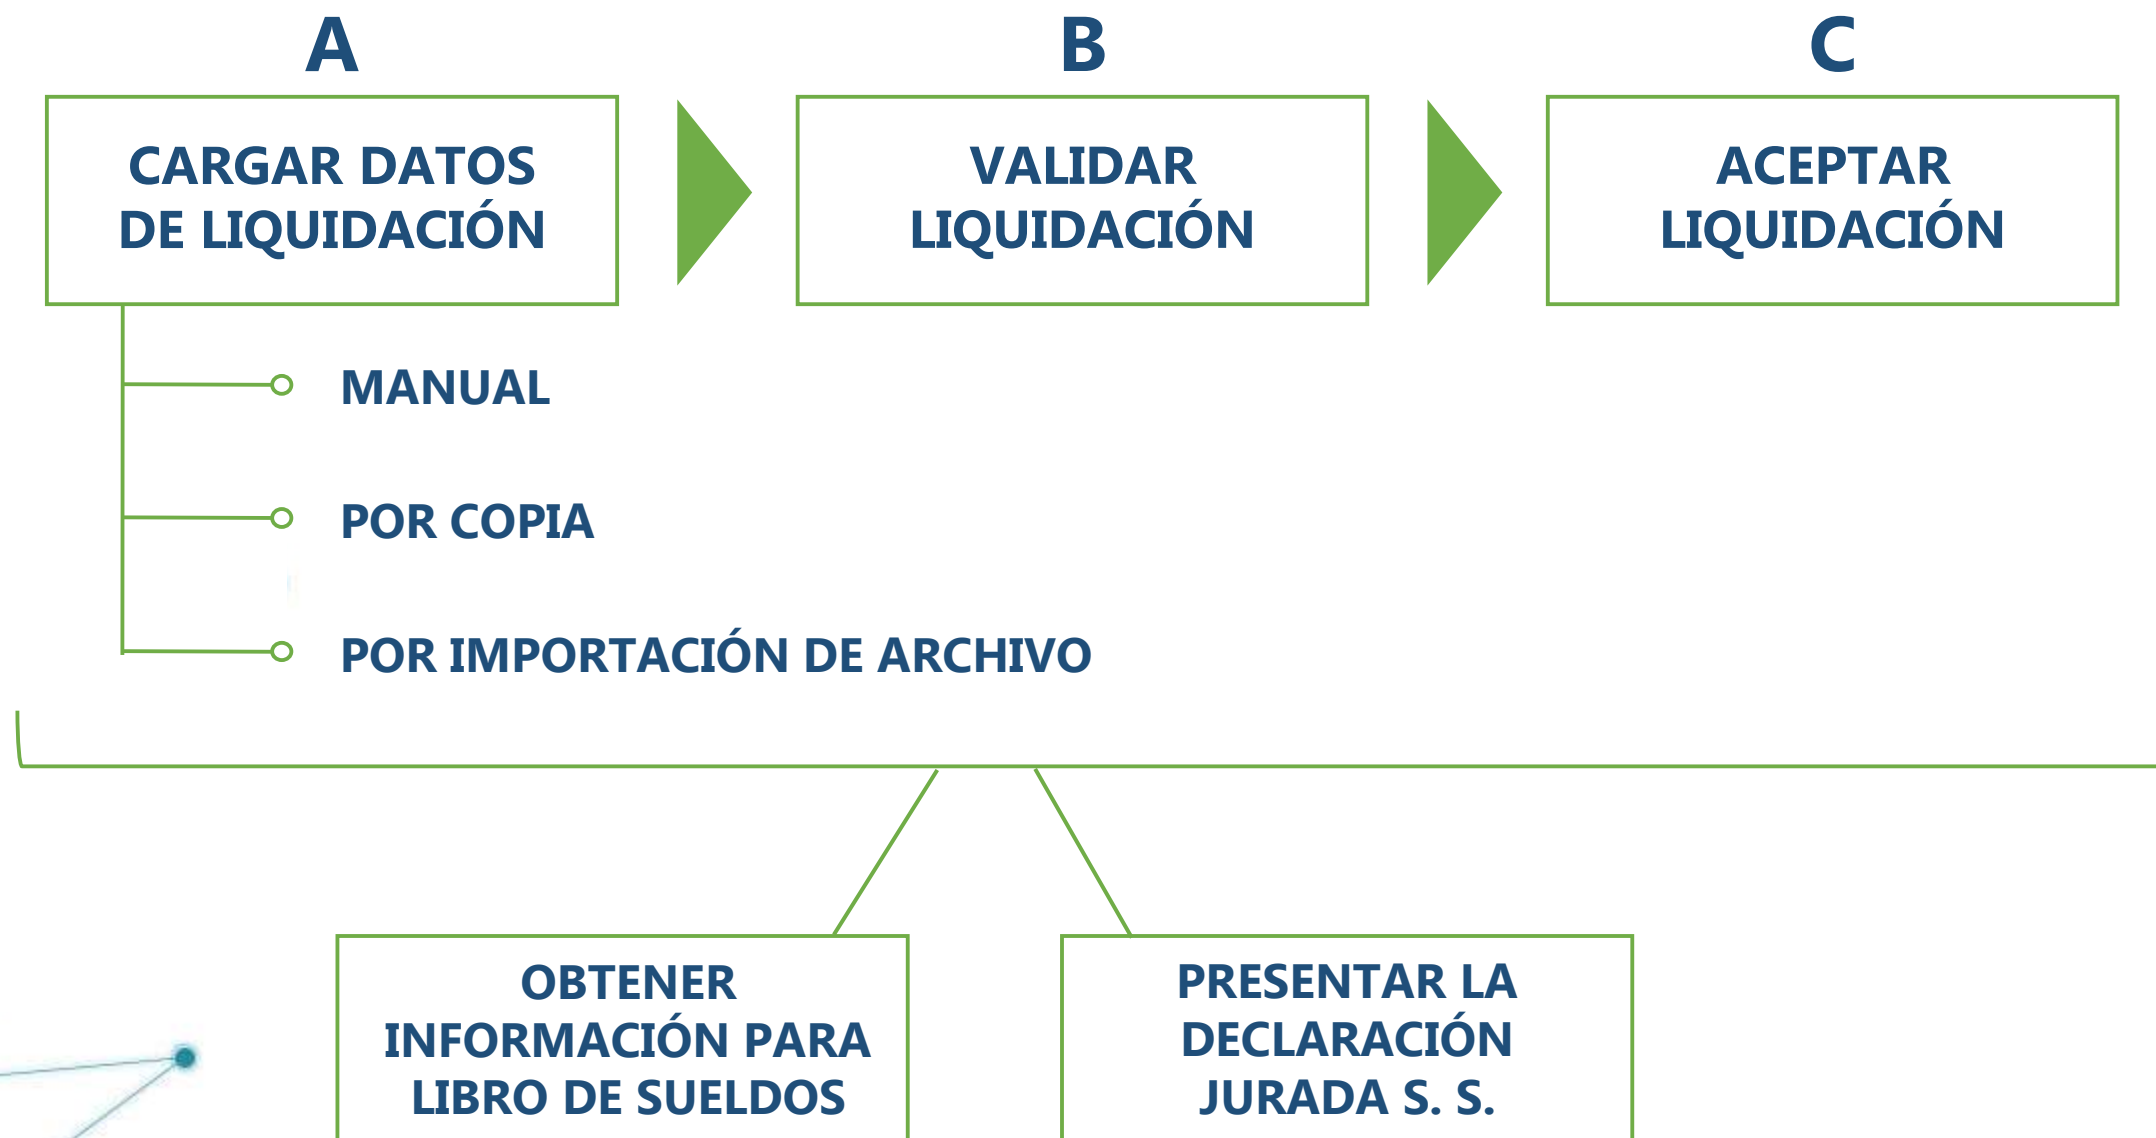 A
B
C
CARGAR DATOS
DE LIQUIDACIÓN
VALIDAR
LIQUIDACIÓN
ACEPTAR
LIQUIDACIÓN
MANUAL
POR COPIA
POR IMPORTACIÓN DE ARCHIVO
OBTENER
INFORMACIÓN PARA
LIBRO DE SUELDOS
PRESENTAR LA
DECLARACIÓN
JURADA S. S.